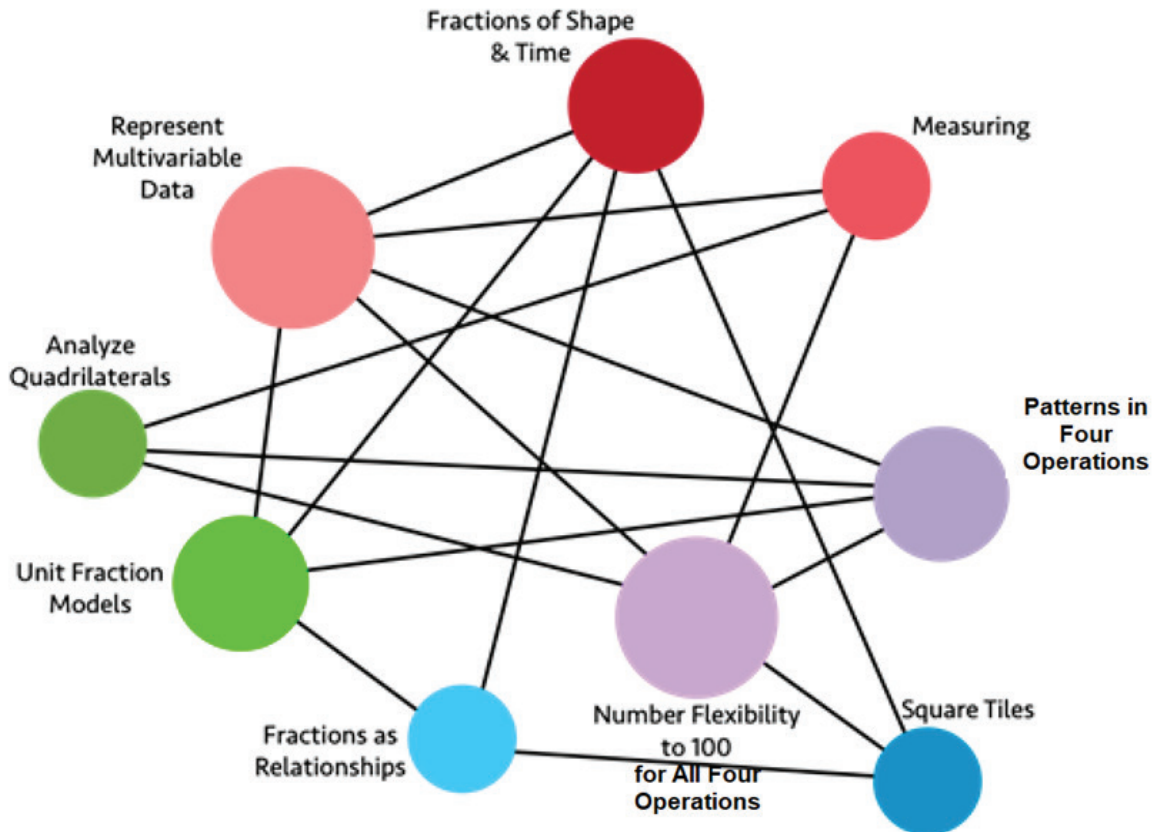 Fractions of Shape
& Time
Represent
Multivariable
Data
Measuring
Analyze
Quadrilaterals
Patterns in
Four
Operations
Unit Fraction
Models
Fractions as
Relationships
Number Flexibility
to 100
for All Four
Operations
Square Tiles